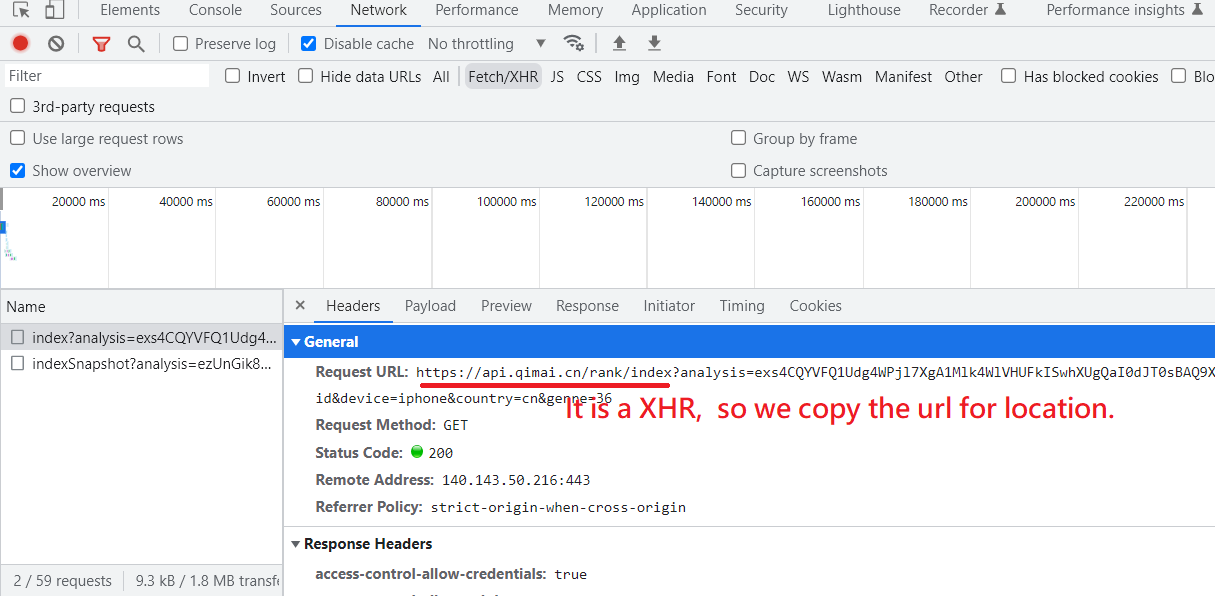 Elements Console Sources Network Performance Memory Application Security Lighthouse Recorder Performance insights
Preserve log Disable cache No throttling
Filter Invert Hide data URLs All Fetch/XHR JS CSS Img Media Font Doc WS Wasm Manifest Other Has blocked cookies Blo
3rd-party requests
Use large request rows Group by frame
Show overview Capture screenshots
20000 ms 40000 ms 60000 ms 80000 ms 100000 ms 120000 ms 140000 ms 160000 ms 180000 ms 200000 ms 220000 ms
Name
Headers Payload Preview Response Initiator Timing Cookies
index?analysis=exs4CQYVFQ1Udg4...
indexSnapshot?analysis=ezUnGik8...
General
Request URL: https://api.qimai.cn/rank/index?analysis=exs4CQYVFQ1Udg4WPjl7XgA1Mlk4WlVHUFkISwhXUgQaI0dJT0sBAQ9X
id&device=iphone&country=cn&genre=36
It is a XHR, so we copy the url for location.
Request Method: GET
Status Code: 200
Remote Address: 140.143.50.216:443
Referrer Policy: strict-origin-when-cross-origin
Response Headers
access-control-allow-credentials: true
2 / 59 requests 9.3 kB / 1.8 MB transfe